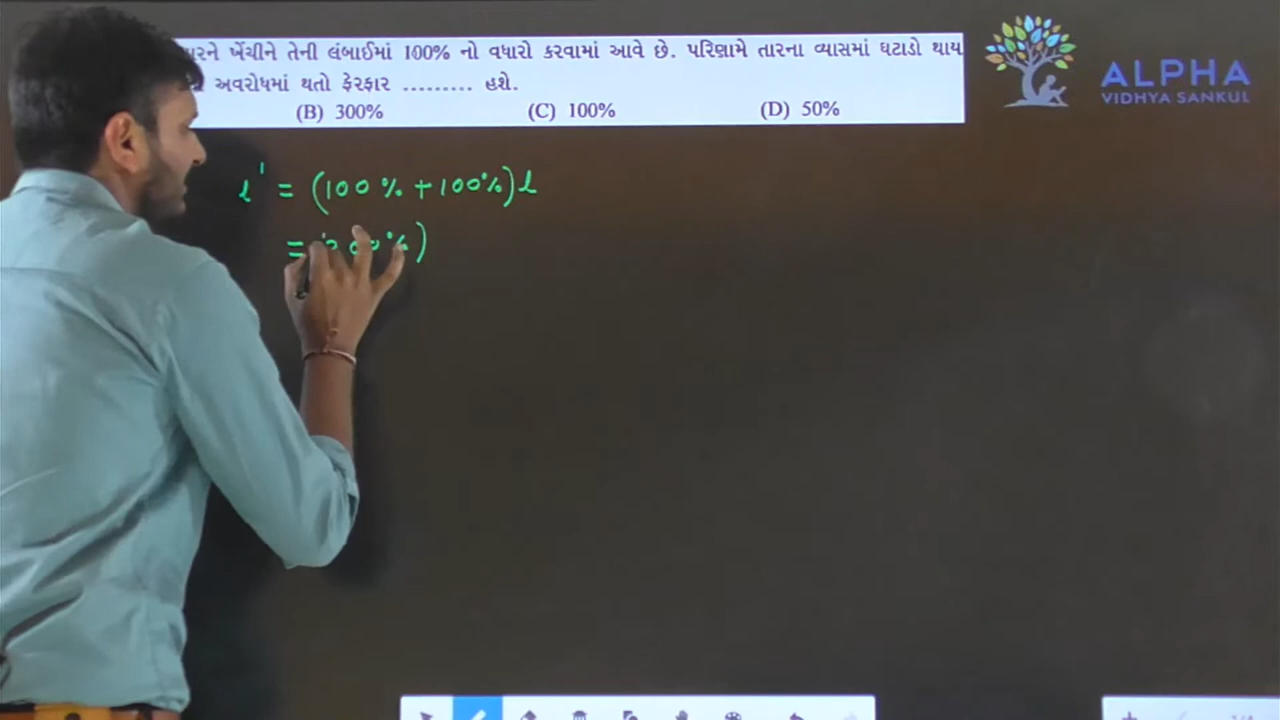 ખેંચીને તેની લંબાઈમાં 100% નો વધારો કરવામાં આવે છે. પરિણામે તારના વ્યાસમાં ઘટાડો થાય
અવરોધમાં થતો ફેરફાર ......... હશે.
(B) 300% (C) 100% (D) 50%
ALPHA
VIDHYA SANKUL
l' = (100% + 100%)l
= 200%)